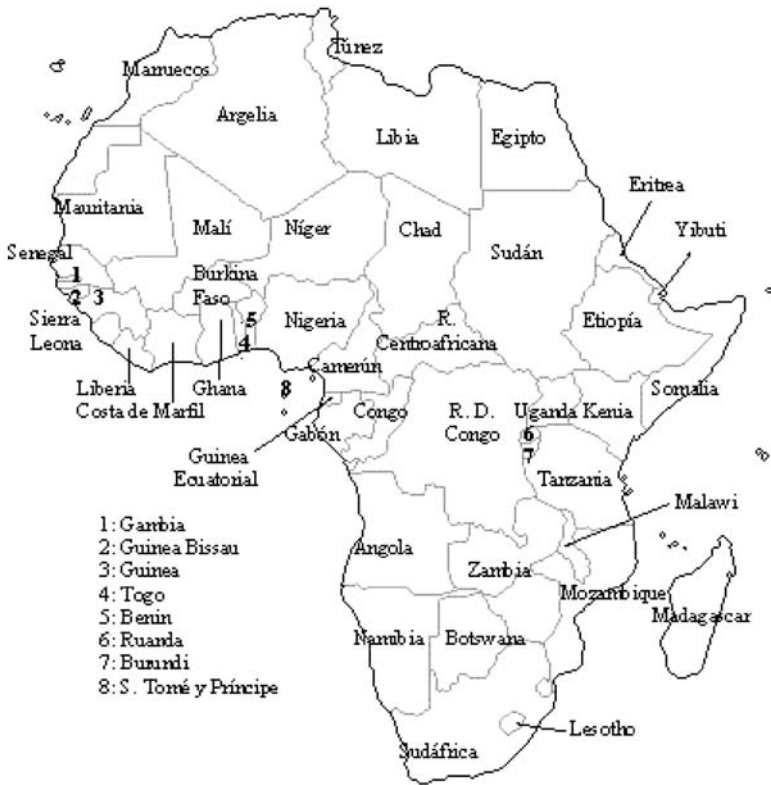 Túnez
Marruecos
Argelia
Libia
Egipto
Mauritania
Malí
Níger
Chad
Sudán
Eritrea
Yibuti
Senegal
1
2
3
Burkina
Faso
Sierra
Leona
5
4
Nigeria
R.
Centroafricana
Etiopía
Liberia
Costa de Marfil
Ghana
8
Camerún
Somalia
Guinea
Ecuatorial
Gabón
Congo
R. D.
Congo
Uganda
Kenia
6
7
Tanzania
Malawi
Angola
Zambia
Mozambique
Madagascar
Namibia
Botswana
Lesotho
Sudáfrica
1: Gambia
2: Guinea Bissau
3: Guinea
4: Togo
5: Benin
6: Ruanda
7: Burundi
8: S. Tomé y Príncipe